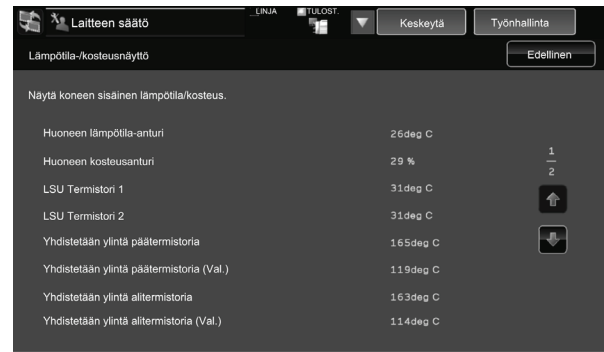 Laitteen säätö
LINJA
TULOST.
Keskeytä
Työnhallinta
Lämpötila-/kosteusnäyttö
Edellinen
Näytä koneen sisäinen lämpötila/kosteus.
Huoneen lämpötila-anturi 26deg C
Huoneen kosteusanturi 29 %
LSU Termistori 1 31deg C
LSU Termistori 2 31deg C
Yhdistetään ylintä päätermistoria 165deg C
Yhdistetään ylintä päätermistoria (Val.) 119deg C
Yhdistetään ylintä alitermistoria 163deg C
Yhdistetään ylintä alitermistoria (Val.) 114deg C
1
2